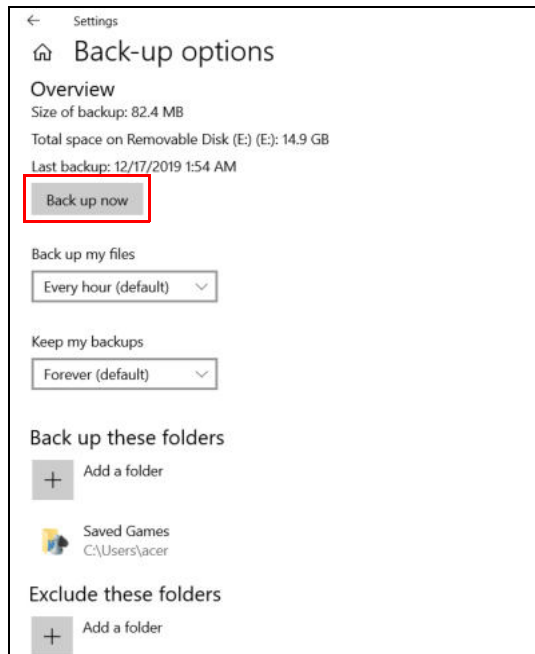 Settings
Back-up options
Overview
Size of backup: 82.4 MB
Total space on Removable Disk (E:) (E:): 14.9 GB
Last backup: 12/17/2019 1:54 AM
Back up now
Back up my files
Every hour (default)
Keep my backups
Forever (default)
Back up these folders
Add a folder
Saved Games
C:\Users\acer
Exclude these folders
Add a folder